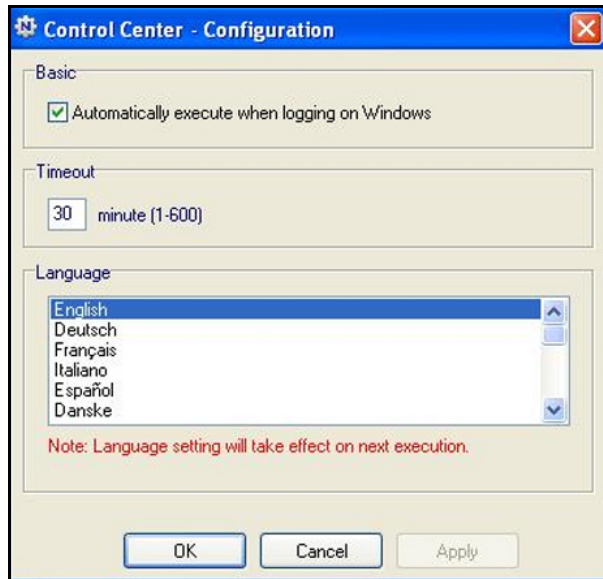 Control Center - Configuration
Basic
Automatically execute when logging on Windows
Timeout
30 minute (1-600)
Language
English
Deutsch
Français
Italiano
Español
Danske
Note: Language setting will take effect on next execution.
OK Cancel Apply